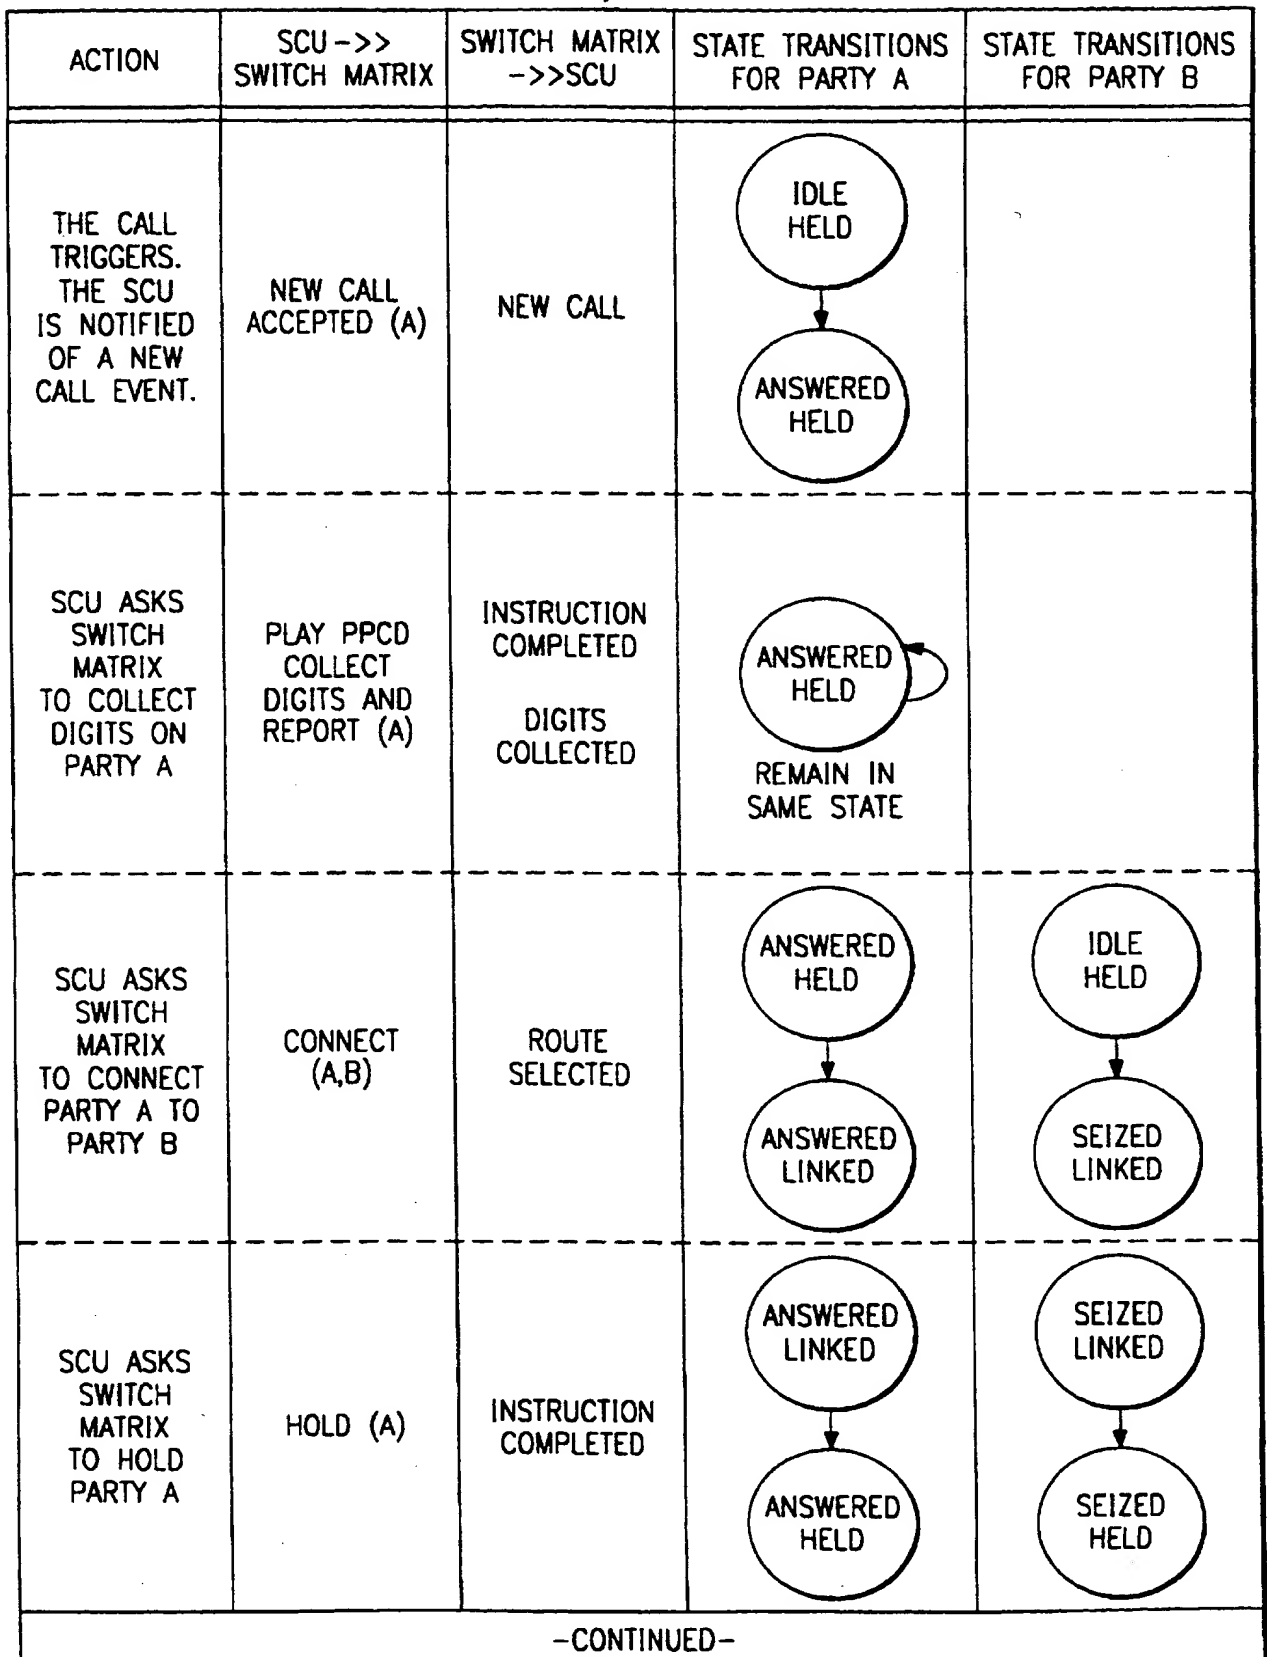 ACTION
SCU->>
SWITCH MATRIX
SWITCH MATRIX
->>SCU
STATE TRANSITIONS
FOR PARTY A
STATE TRANSITIONS
FOR PARTY B
THE CALL
TRIGGERS.
THE SCU
IS NOTIFIED
OF A NEW
CALL EVENT.
NEW CALL
ACCEPTED (A)
NEW CALL
IDLE
HELD
ANSWERED
HELD
SCU ASKS
SWITCH
MATRIX
TO COLLECT
DIGITS ON
PARTY A
PLAY PPCD
COLLECT
DIGITS AND
REPORT (A)
INSTRUCTION
COMPLETED
DIGITS
COLLECTED
ANSWERED
HELD
REMAIN IN
SAME STATE
SCU ASKS
SWITCH
MATRIX
TO CONNECT
PARTY A TO
PARTY B
CONNECT
(A,B)
ROUTE
SELECTED
ANSWERED
HELD
ANSWERED
LINKED
IDLE
HELD
SEIZED
LINKED
SCU ASKS
SWITCH
MATRIX
TO HOLD
PARTY A
HOLD (A)
INSTRUCTION
COMPLETED
ANSWERED
LINKED
ANSWERED
HELD
SEIZED
LINKED
SEIZED
HELD
-CONTINUED-